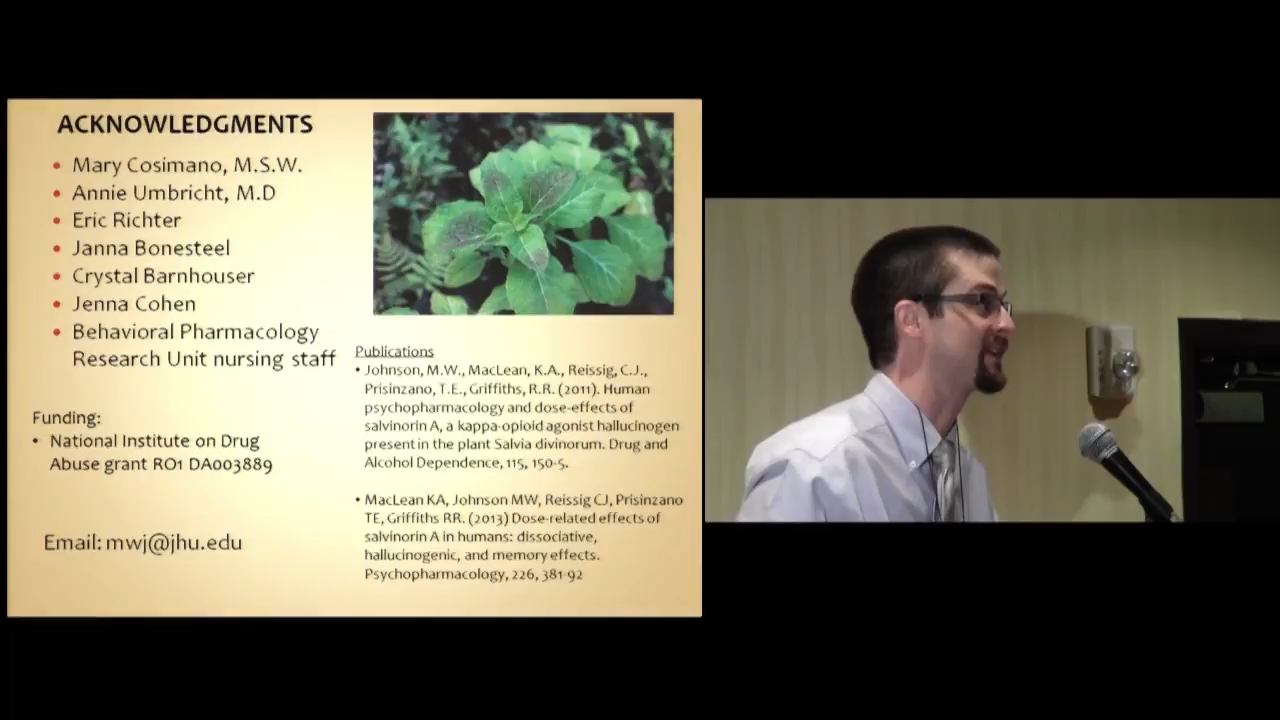 ACKNOWLEDGMENTS
• Mary Cosimano, M.S.W.
• Annie Umbricht, M.D
• Eric Richter
• Janna Bonesteel
• Crystal Barnhouser
• Jenna Cohen
• Behavioral Pharmacology
Research Unit nursing staff
Funding:
• National Institute on Drug
Abuse grant RO1 DA003889
Email: mwj@jhu.edu
Publications
• Johnson, M.W., MacLean, K.A., Reissig, C.J.,
Prisinzano, T.E., Griffiths, R.R. (2011). Human
psychopharmacology and dose-effects of
salvinorin A, a kappa-opioid agonist hallucinogen
present in the plant Salvia divinorum. Drug and
Alcohol Dependence, 115, 150-5.
• MacLean KA, Johnson MW, Reissig CJ, Prisinzano
TE, Griffiths RR. (2013) Dose-related effects of
salvinorin A in humans: dissociative,
hallucinogenic, and memory effects.
Psychopharmacology, 226, 381-92